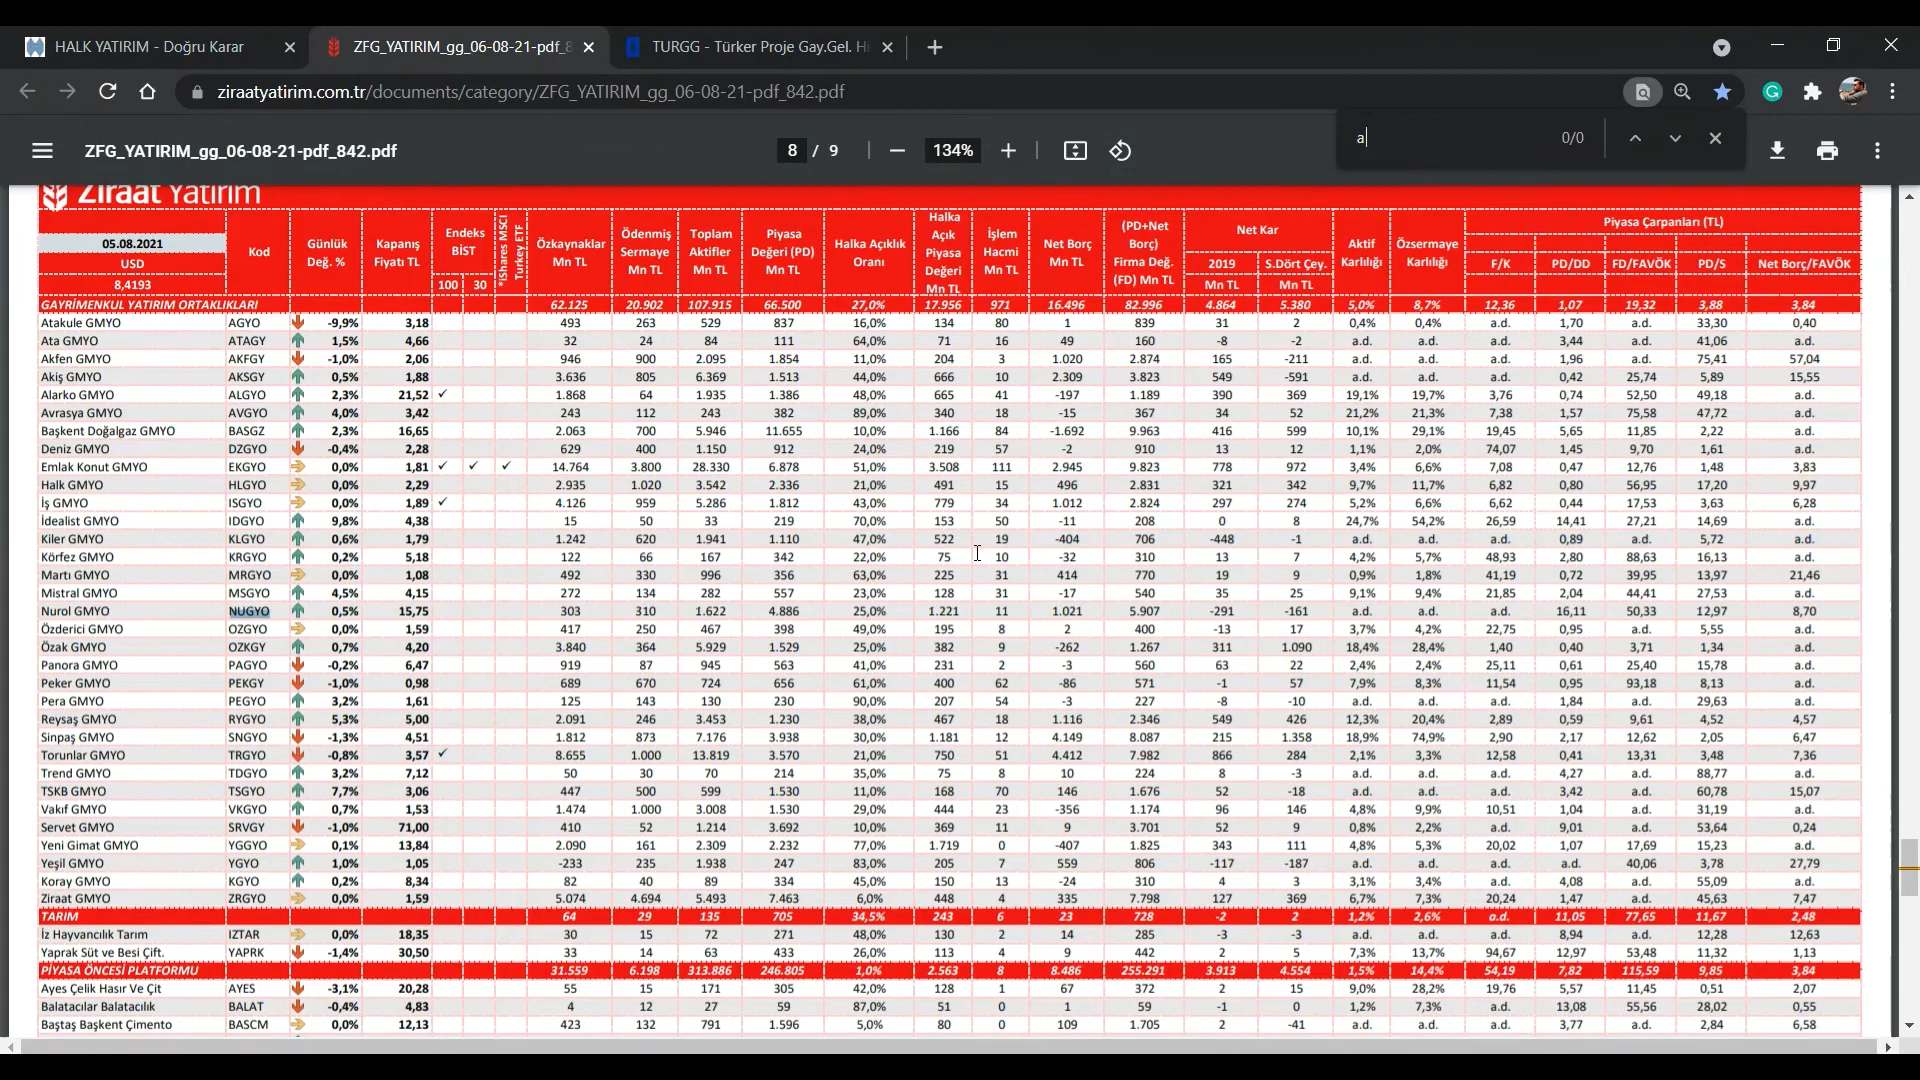 HALK YATIRIM - Doğru Karar
ZFG_YATIRIM_gg_06-08-21-pdf_8
TURGG - Türker Proje Gay.Gel. Hi
ziraatyatirim.com.tr/documents/category/ZFG_YATIRIM_gg_06-08-21-pdf_842.pdf
a
0/0
ZFG_YATIRIM_gg_06-08-21-pdf_842.pdf
8 / 9
134%
Ziraat Yatırım
05.08.2021
USD
8,4193
Kod
Günlük Değ. %
Kapanış Fiyatı TL
Endeks BİST
100 30
*iShares MSCI Turkey ETF
Özkaynaklar Mn TL
Ödenmiş Sermaye Mn TL
Toplam Aktifler Mn TL
Piyasa Değeri (PD) Mn TL
Halka Açıklık Oranı
Halka Açık Piyasa Değeri Mn TL
İşlem Hacmi Mn TL
Net Borç Mn TL
(PD+Net Borç) Firma Değ. (FD) Mn TL
Net Kar
2019 Mn TL
S.Dört Çey. Mn TL
Aktif Karlılığı
Özsermaye Karlılığı
Piyasa Çarpanları (TL)
F/K PD/DD FD/FAVÖK PD/S Net Borç/FAVÖK
GAYRİMENKUL YATIRIM ORTAKLIKLARI 62.125 20.902 107.915 66.500 27,0% 17.956 971 16.496 82.996 4.864 5.380 5,0% 8,7% 12,36 1,07 19,32 3,88 3,84
Atakule GMYO AGYO -9,9% 3,18 493 263 529 837 16,0% 134 80 1 839 31 2 0,4% 0,4% a.d. 1,70 a.d. 33,30 0,40
Ata GMYO ATAGY 1,5% 4,66 32 24 84 111 64,0% 71 16 49 160 -8 -2 a.d. a.d. a.d. 3,44 a.d. 41,06 a.d.
Akfen GMYO AKFGY -1,0% 2,06 946 900 2.095 1.854 11,0% 204 3 1.020 2.874 165 -211 a.d. a.d. a.d. 1,96 a.d. 75,41 57,04
Akiş GMYO AKSGY 0,5% 1,88 3.636 805 6.369 1.513 44,0% 666 10 2.309 3.823 549 -591 a.d. a.d. a.d. 0,42 25,74 5,89 15,55
Alarko GMYO ALGYO 2,3% 21,52 ✓ 1.868 64 1.935 1.386 48,0% 665 41 -197 1.189 390 369 19,1% 19,7% 3,76 0,74 52,50 49,18 a.d.
Avrasya GMYO AVGYO 4,0% 3,42 243 112 243 382 89,0% 340 18 -15 367 34 52 21,2% 21,3% 7,38 1,57 75,58 47,72 a.d.
Başkent Doğalgaz GMYO BASGZ 2,3% 16,65 2.063 700 5.946 11.655 10,0% 1.166 84 -1.692 9.963 416 599 10,1% 29,1% 19,45 5,65 11,85 2,22 a.d.
Deniz GMYO DZGYO -0,4% 2,28 629 400 1.150 912 24,0% 219 57 -2 910 13 12 1,1% 2,0% 74,07 1,45 9,70 1,61 a.d.
Emlak Konut GMYO EKGYO 0,0% 1,81 ✓ ✓ ✓ 14.764 3.800 28.330 6.878 51,0% 3.508 111 2.945 9.823 778 972 3,4% 6,6% 7,08 0,47 12,76 1,48 3,83
Halk GMYO HLGYO 0,0% 2,29 2.935 1.020 3.542 2.336 21,0% 491 15 496 2.831 321 342 9,7% 11,7% 6,82 0,80 56,95 17,20 9,97
İş GMYO ISGYO 0,0% 1,89 ✓ 4.126 959 5.286 1.812 43,0% 779 34 1.012 2.824 297 274 5,2% 6,6% 6,62 0,44 17,53 3,63 6,28
İdealist GMYO IDGYO 9,8% 4,38 15 50 33 219 70,0% 153 50 -11 208 0 8 24,7% 54,2% 26,59 14,41 27,21 14,69 a.d.
Kiler GMYO KLGYO 0,6% 1,79 1.242 620 1.941 1.110 47,0% 522 19 -404 706 -448 -1 a.d. a.d. a.d. 0,89 a.d. 5,72 a.d.
Körfez GMYO KRGYO 0,2% 5,18 122 66 167 342 22,0% 75 10 -32 310 13 7 4,2% 5,7% 48,93 2,80 88,63 16,13 a.d.
Martı GMYO MRGYO 0,0% 1,08 492 330 996 356 63,0% 225 31 414 770 19 9 0,9% 1,8% 41,19 0,72 39,95 13,97 21,46
Mistral GMYO MSGYO 4,5% 4,15 272 134 282 557 23,0% 128 31 -17 540 35 25 9,1% 9,4% 21,85 2,04 44,41 27,53 a.d.
Nurol GMYO NUGYO 0,5% 15,75 303 310 1.622 4.886 25,0% 1.221 11 1.021 5.907 -291 -161 a.d. a.d. a.d. 16,11 50,33 12,97 8,70
Özderici GMYO OZGYO 0,0% 1,59 417 250 467 398 49,0% 195 8 2 400 -13 17 3,7% 4,2% 22,75 0,95 a.d. 5,55 a.d.
Özak GMYO OZKGY 0,7% 4,20 3.840 364 5.929 1.529 25,0% 382 9 -262 1.267 311 1.090 18,4% 28,4% 1,40 0,40 3,71 1,34 a.d.
Panora GMYO PAGYO -0,2% 6,47 919 87 945 563 41,0% 231 2 -3 560 63 22 2,4% 2,4% 25,11 0,61 25,40 15,78 a.d.
Peker GMYO PEKGY -1,0% 0,98 689 670 724 656 61,0% 400 62 -86 571 -1 57 7,9% 8,3% 11,54 0,95 93,18 8,13 a.d.
Pera GMYO PEGYO 3,2% 1,61 125 143 130 230 90,0% 207 54 -3 227 -8 -10 a.d. a.d. a.d. 1,84 a.d. 29,63 a.d.
Reysaş GMYO RYGYO 5,3% 5,00 2.091 246 3.453 1.230 38,0% 467 18 1.116 2.346 549 426 12,3% 20,4% 2,89 0,59 9,61 4,52 4,57
Sinpaş GMYO SNGYO -1,3% 4,51 1.812 873 7.176 3.938 30,0% 1.181 12 4.149 8.087 215 1.358 18,9% 74,9% 2,90 2,17 12,62 2,05 6,47
Torunlar GMYO TRGYO -0,8% 3,57 ✓ 8.655 1.000 13.819 3.570 21,0% 750 51 4.412 7.982 866 284 2,1% 3,3% 12,58 0,41 13,31 3,48 7,36
Trend GMYO TDGYO 3,2% 7,12 50 30 70 214 35,0% 75 8 10 224 8 -3 a.d. a.d. a.d. 4,27 a.d. 88,77 a.d.
TSKB GMYO TSGYO 7,7% 3,06 447 500 599 1.530 11,0% 168 70 146 1.676 52 -18 a.d. a.d. a.d. 3,42 a.d. 60,78 15,07
Vakıf GMYO VKGYO 0,7% 1,53 1.474 1.000 3.008 1.530 29,0% 444 23 -356 1.174 96 146 4,8% 9,9% 10,51 1,04 a.d. 31,19 a.d.
Servet GMYO SRVGY -1,0% 71,00 410 52 1.214 3.692 10,0% 369 11 9 3.701 52 9 0,8% 2,2% a.d. 9,01 a.d. 53,64 0,24
Yeni Gimat GMYO YGGYO 0,1% 13,84 2.090 161 2.309 2.232 77,0% 1.719 0 -407 1.825 343 111 4,8% 5,3% 20,02 1,07 17,69 15,23 a.d.
Yeşil GMYO YGYO 1,0% 1,05 -233 235 1.938 247 83,0% 205 7 559 806 -117 -187 a.d. a.d. a.d. a.d. 40,06 3,78 27,79
Koray GMYO KGYO 0,2% 8,34 82 40 89 334 45,0% 150 13 -24 310 4 3 3,1% 3,4% a.d. 4,08 a.d. 55,09 a.d.
Ziraat GMYO ZRGYO 0,0% 1,59 5.074 4.694 5.493 7.463 6,0% 448 4 335 7.798 127 369 6,7% 7,3% 20,24 1,47 a.d. 45,63 7,47
TARIM 64 29 135 705 34,5% 243 6 23 728 -2 2 1,2% 2,6% a.d. 11,05 77,65 11,67 2,48
İz Hayvancılık Tarım IZTAR 0,0% 18,35 30 15 72 271 48,0% 130 2 14 285 -3 -3 a.d. a.d. a.d. 8,94 a.d. 12,28 12,63
Yaprak Süt ve Besi Çift. YAPRK -1,4% 30,50 33 14 63 433 26,0% 113 4 9 442 2 5 7,3% 13,7% 94,67 12,97 53,48 11,32 1,13
PİYASA ÖNCESİ PLATFORMU 31.559 6.198 313.886 246.805 1,0% 2.563 8 8.486 255.291 3.913 4.554 1,5% 14,4% 54,19 7,82 115,59 9,85 3,84
Ayes Çelik Hasır Ve Çit AYES -3,1% 20,28 55 15 171 305 42,0% 128 1 67 372 2 15 9,0% 28,2% 19,76 5,57 11,45 0,51 2,07
Balatacılar Balatacılık BALAT -0,4% 4,83 4 12 27 59 87,0% 51 0 1 59 -1 0 1,2% 7,3% a.d. 13,08 55,56 28,02 0,55
Baştaş Başkent Çimento BASCM 0,0% 12,13 423 132 791 1.596 5,0% 80 0 109 1.705 2 -41 a.d. a.d. a.d. 3,77 a.d. 2,84 6,58